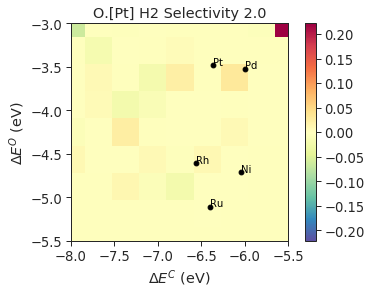 O.[Pt] H2 Selectivity 2.0
−3.0
−3.5
−4.0
−4.5
−5.0
−5.5
ΔE^O (eV)
Pt
Pd
Rh
Ni
Ru
−8.0 −7.5 −7.0 −6.5 −6.0 −5.5
ΔE^C (eV)
0.20
0.15
0.10
0.05
0.00
−0.05
−0.10
−0.15
−0.20